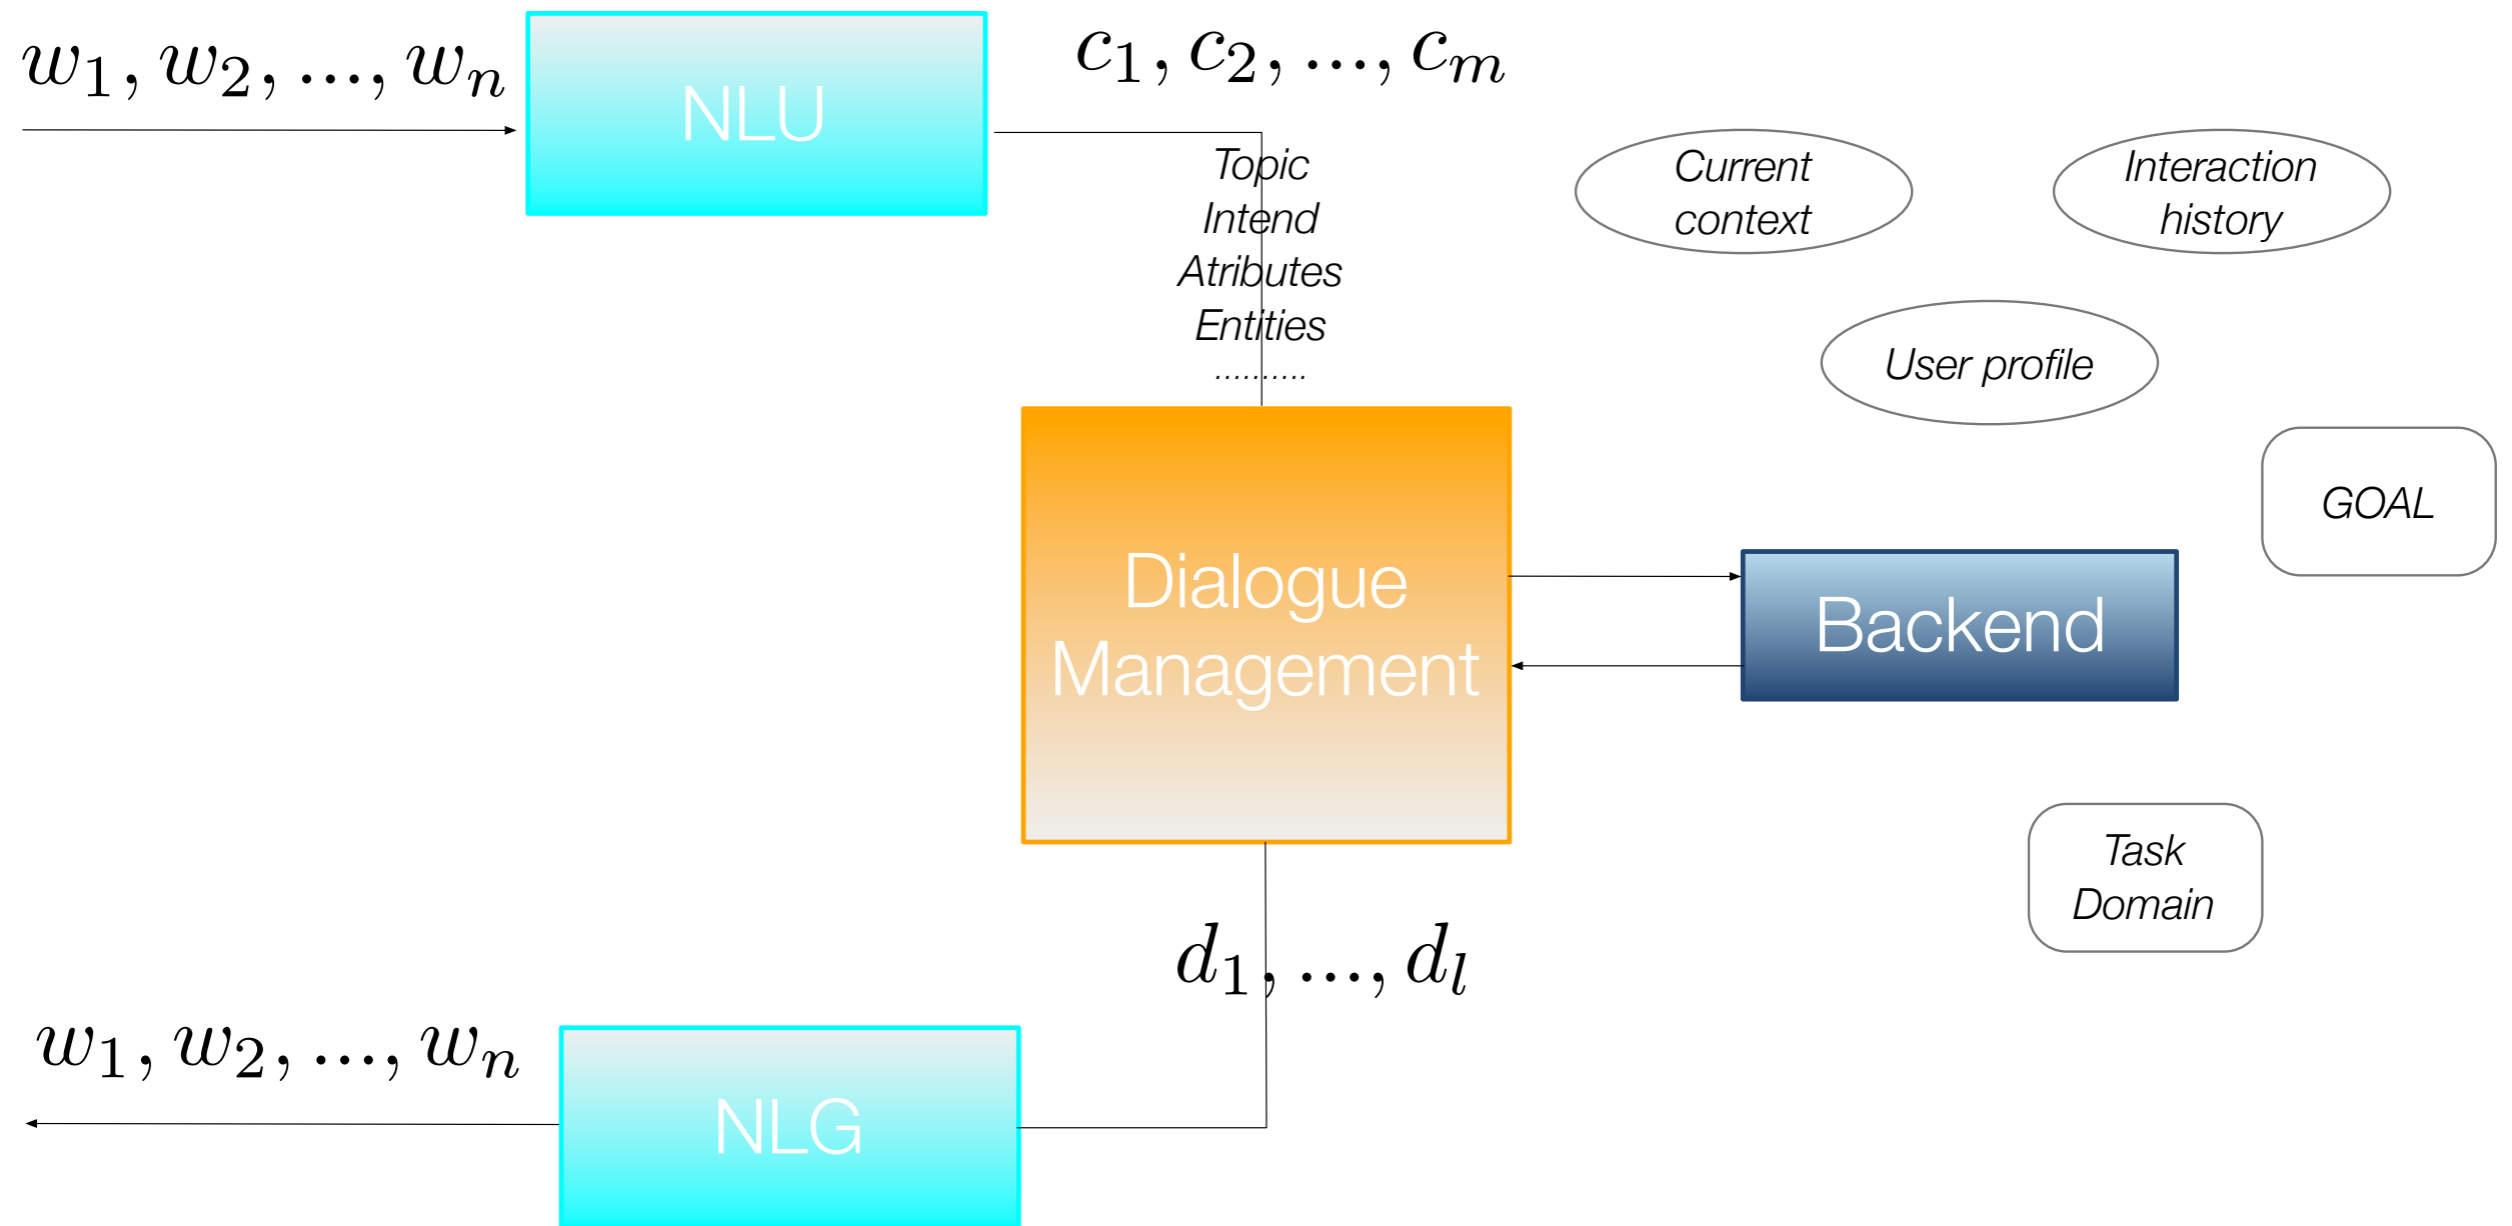 w₁, w₂, ..., wₙ
NLU
c₁, c₂, ..., cₘ
Topic
Intend
Atributes
Entities
..........
Current
context
Interaction
history
User profile
GOAL
Dialogue
Management
Backend
Task
Domain
d₁, ..., dₗ
w₁, w₂, ..., wₙ
NLG